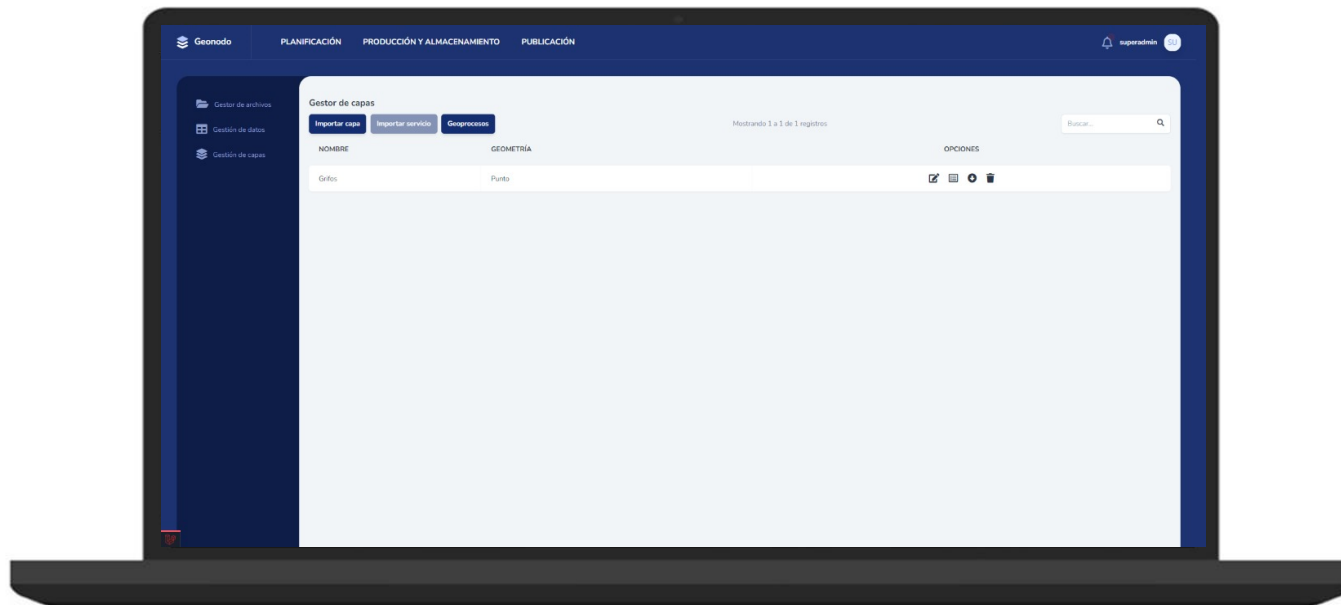 Geonodo PLANIFICACIÓN PRODUCCIÓN Y ALMACENAMIENTO PUBLICACIÓN superadmin SU
Gestor de archivos
Gestión de datos
Gestión de capas
Gestor de capas
Importar capa Importar servicio Geoprocesos Mostrando 1 a 1 de 1 registros Buscar...
NOMBRE GEOMETRÍA OPCIONES
Grifos Punto